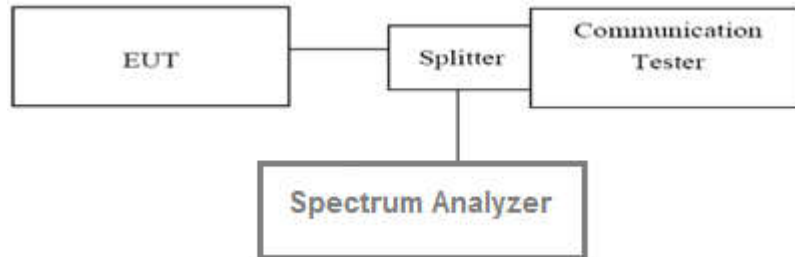 EUT
Splitter
Communication
Tester
Spectrum Analyzer